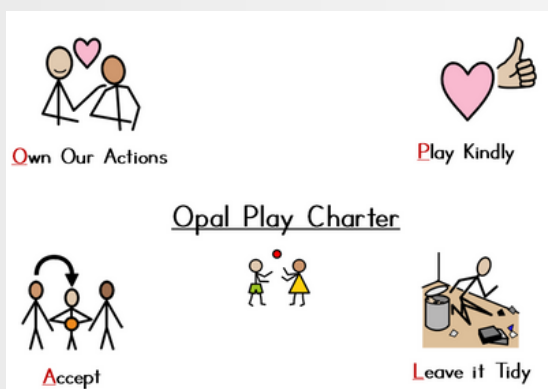 Own Our Actions
Play Kindly
Opal Play Charter
Accept
Leave it Tidy